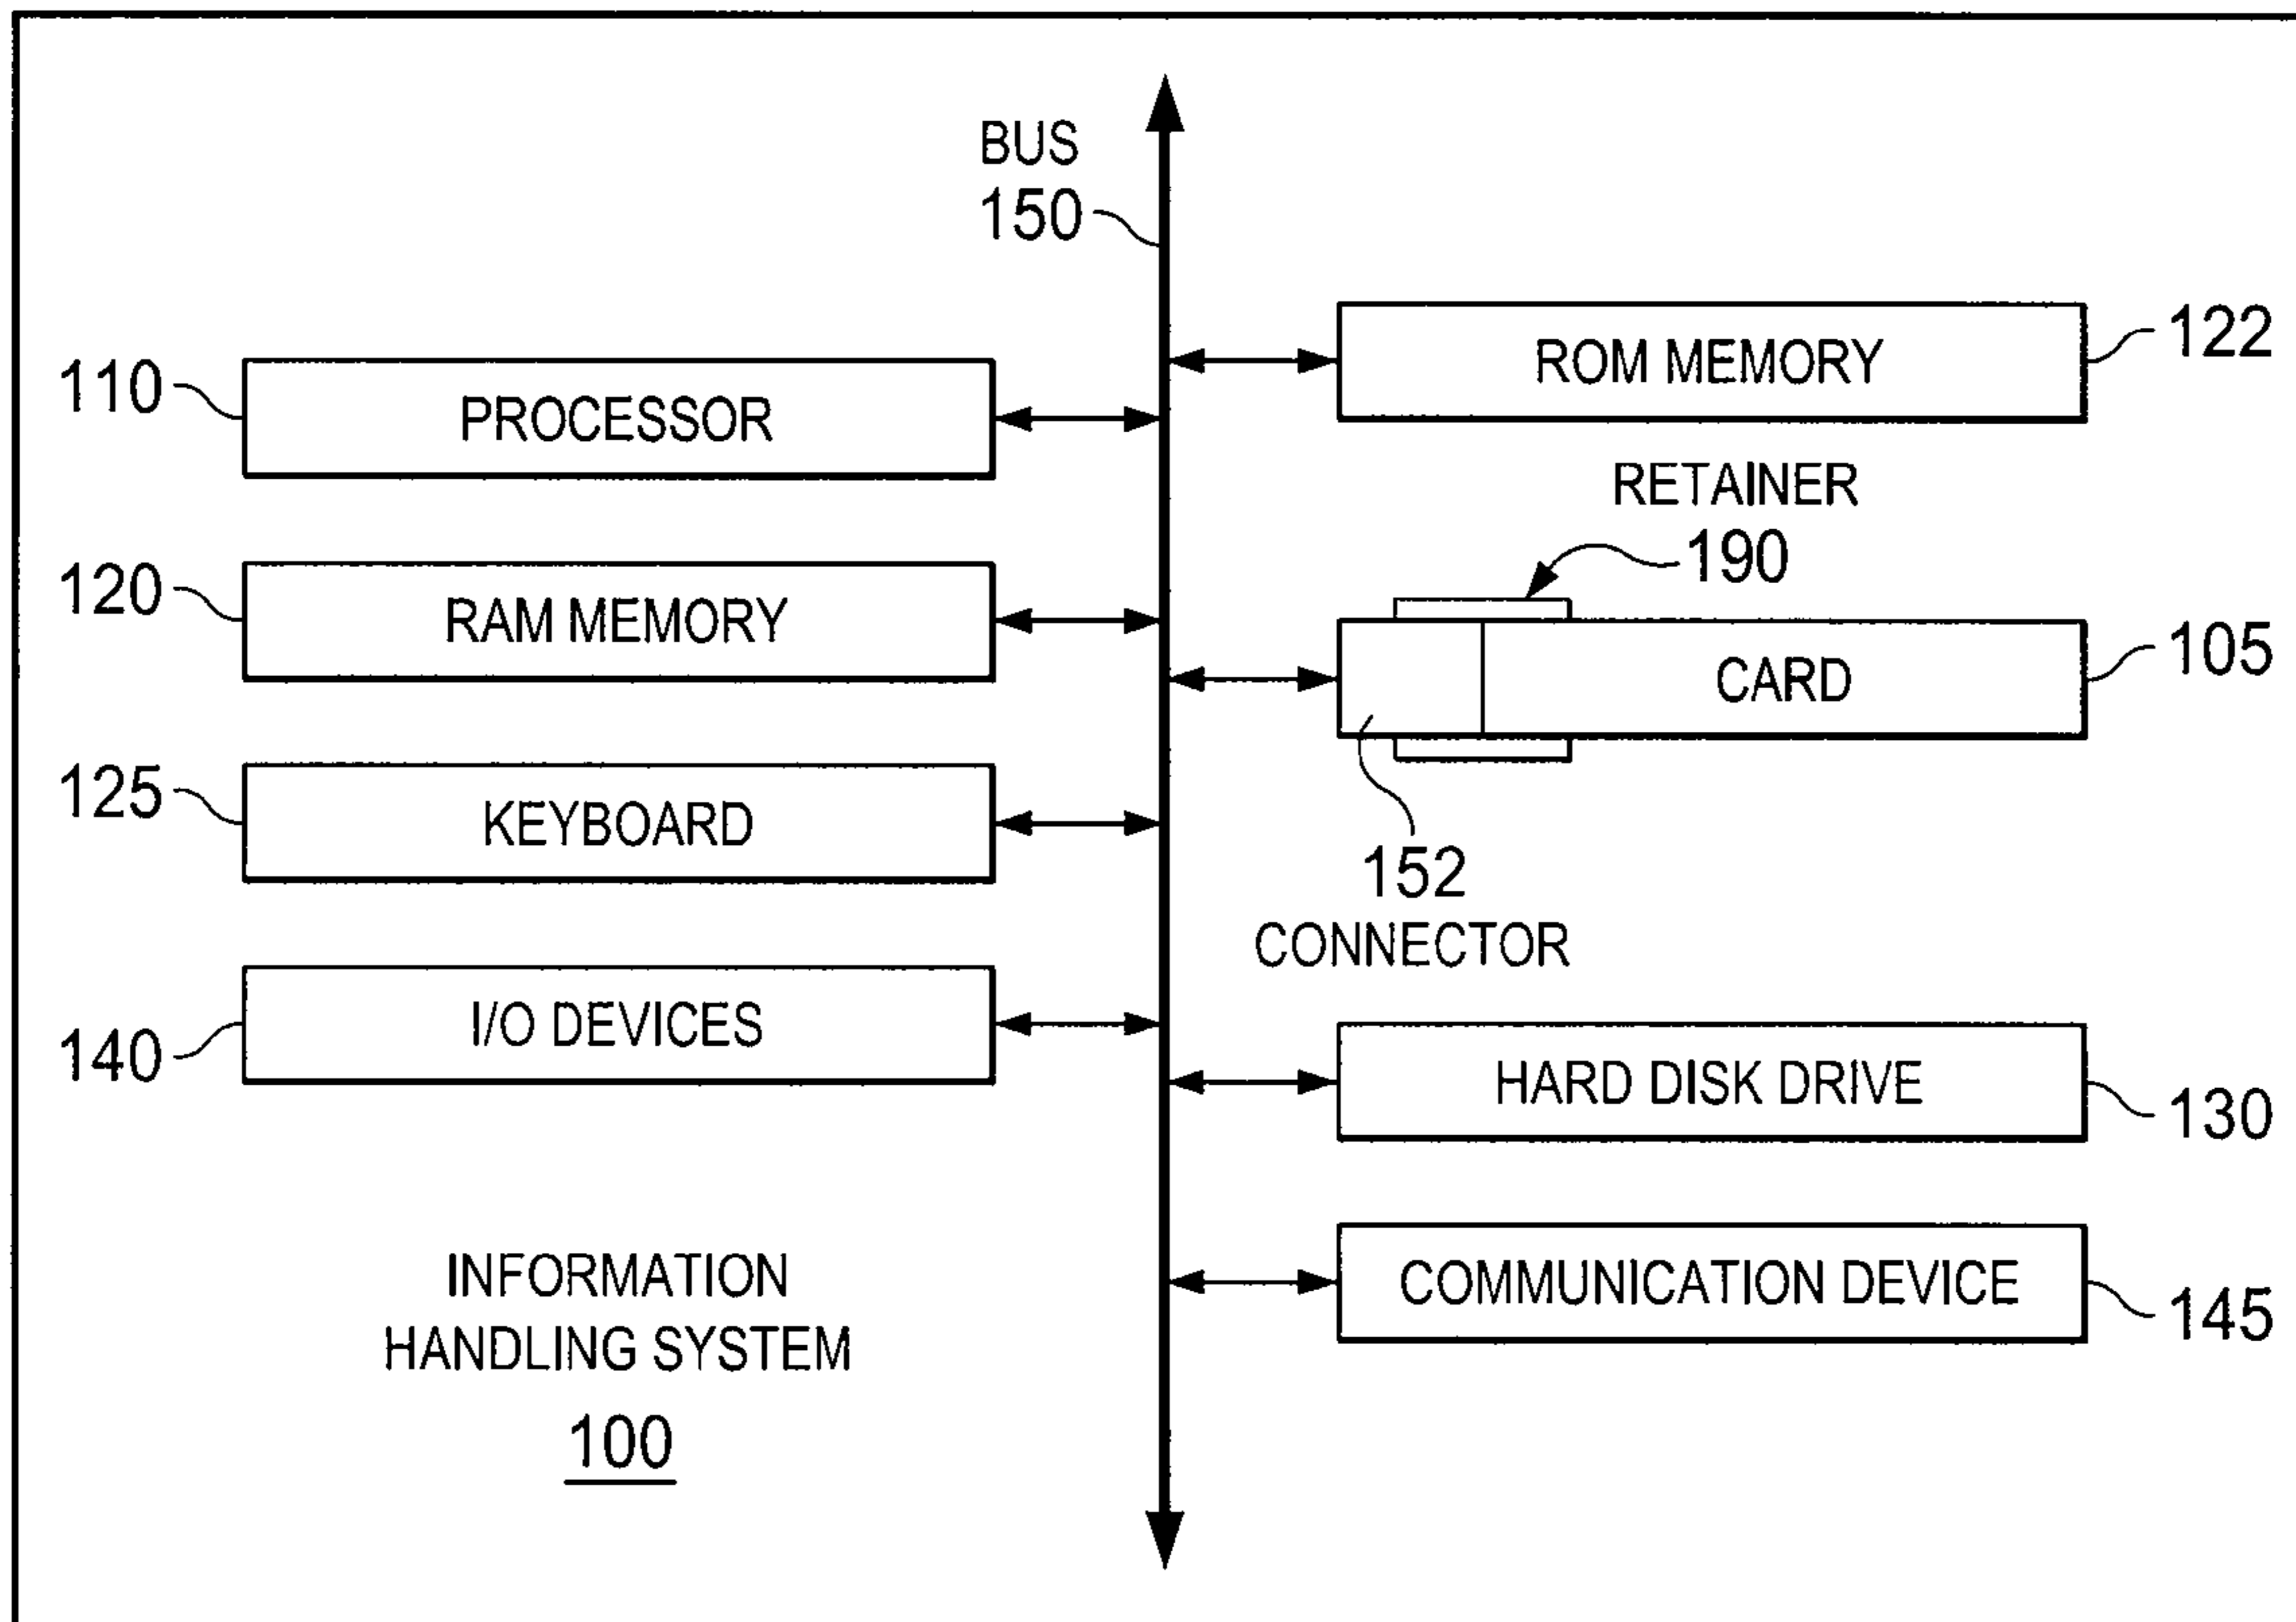 BUS
150
110
PROCESSOR
120
RAM MEMORY
125
KEYBOARD
140
I/O DEVICES
ROM MEMORY
122
RETAINER
190
CARD
105
152
CONNECTOR
HARD DISK DRIVE
130
COMMUNICATION DEVICE
145
INFORMATION
HANDLING SYSTEM
100